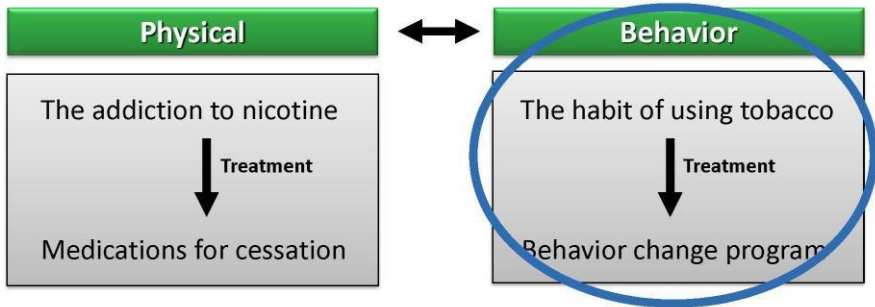 Physical
Behavior
The addiction to nicotine
Treatment
Medications for cessation
The habit of using tobacco
Treatment
Behavior change program